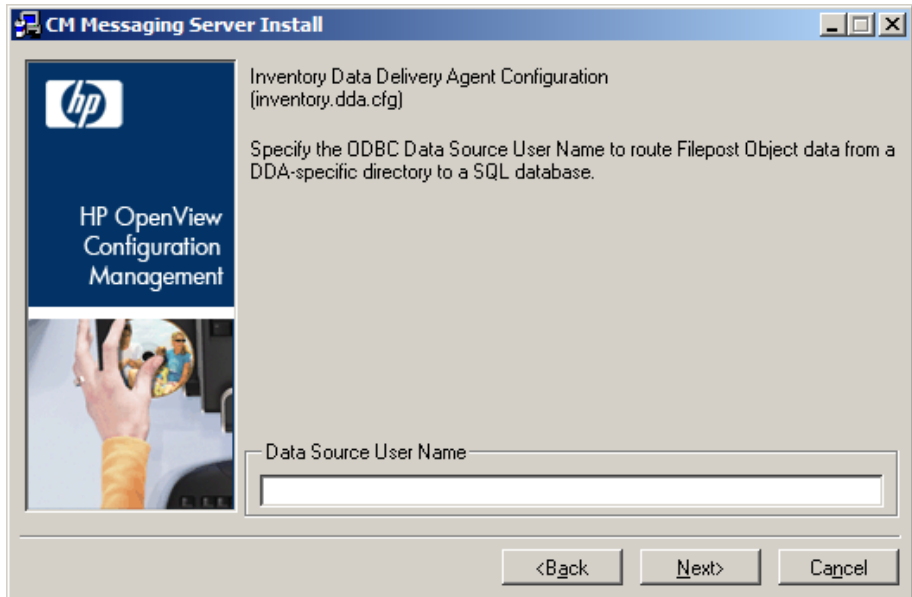 CM Messaging Server Install
hp
HP OpenView
Configuration
Management
Inventory Data Delivery Agent Configuration
(inventory.dda.cfg)
Specify the ODBC Data Source User Name to route Filepost Object data from a
DDA-specific directory to a SQL database.
Data Source User Name
<Back
Next>
Cancel